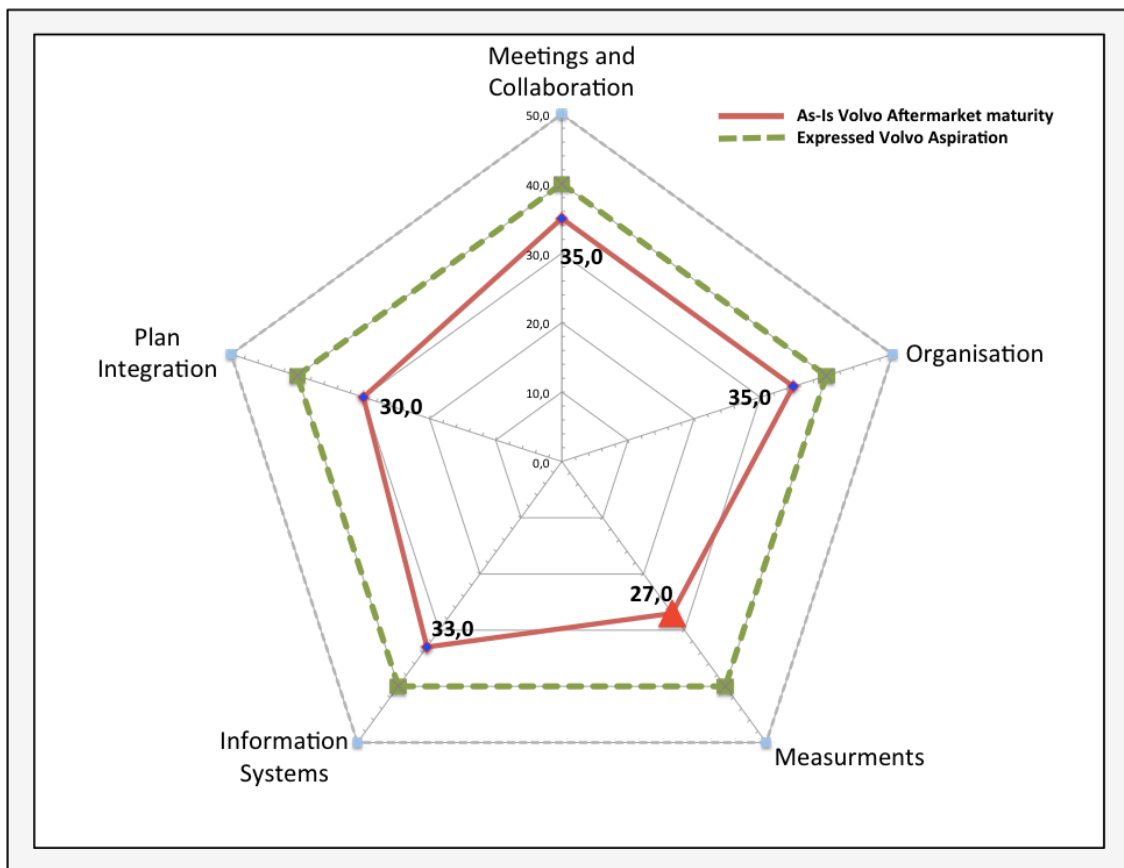 Meetings and
Collaboration
As-Is Volvo Aftermarket maturity
Expressed Volvo Aspiration
50,0
40,0
35,0
30,0
Plan
Integration
Organisation
20,0
30,0
35,0
10,0
0,0
27,0
33,0
Information
Systems
Measurments